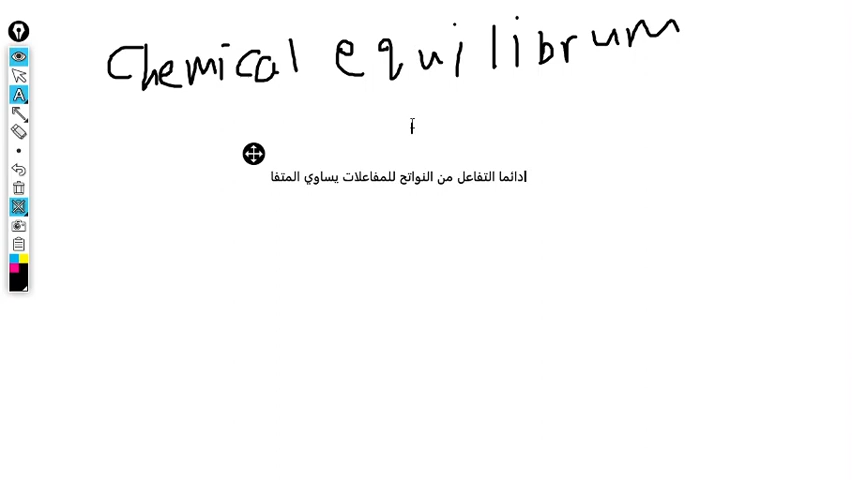 Chemical equilibrum
دائما التفاعل من النواتج للمفاعلات يساوي المتفا